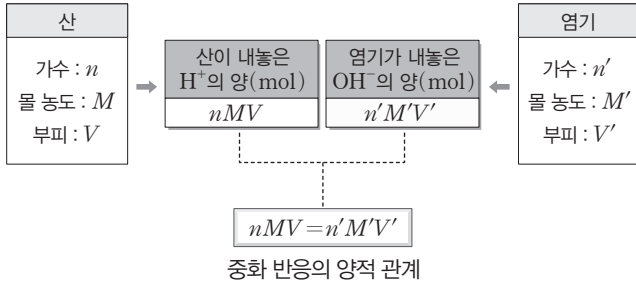 산
가수 : n
몰 농도 : M
부피 : V
산이 내놓은
H⁺의 양(mol)
nMV
염기가 내놓은
OH⁻의 양(mol)
n′M′V′
염기
가수 : n′
몰 농도 : M′
부피 : V′
nMV=n′M′V′
중화 반응의 양적 관계